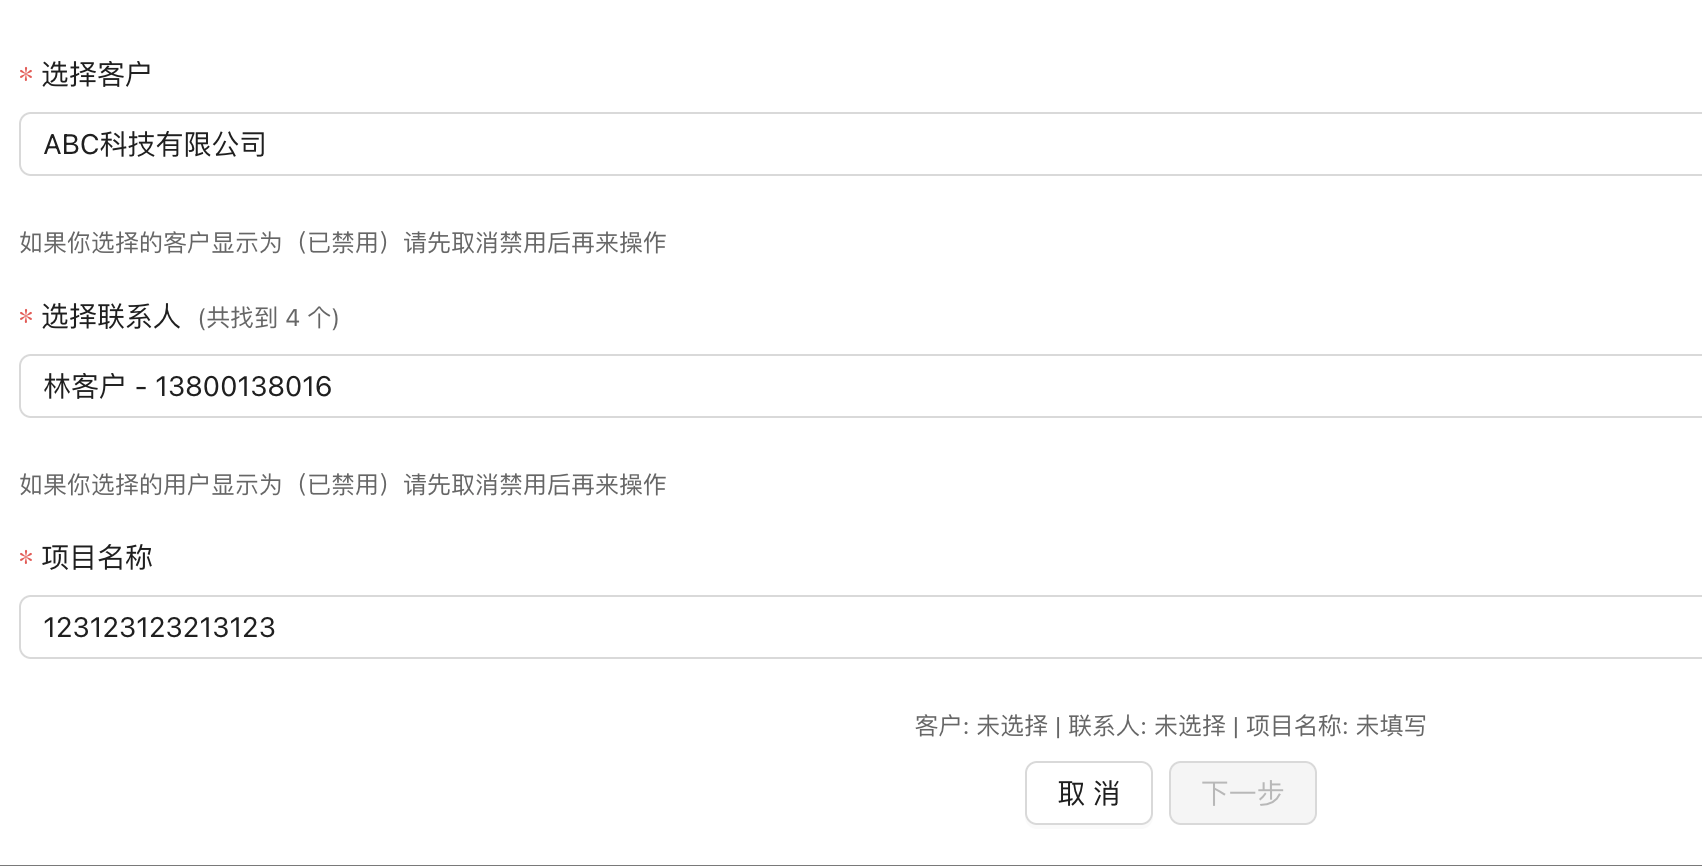 * 选择客户
ABC科技有限公司
如果你选择的客户显示为（已禁用）请先取消禁用后再来操作
* 选择联系人 (共找到 4 个)
林客户 - 13800138016
如果你选择的用户显示为（已禁用）请先取消禁用后再来操作
* 项目名称
123123123213123
客户: 未选择 | 联系人: 未选择 | 项目名称: 未填写
取 消 下一步